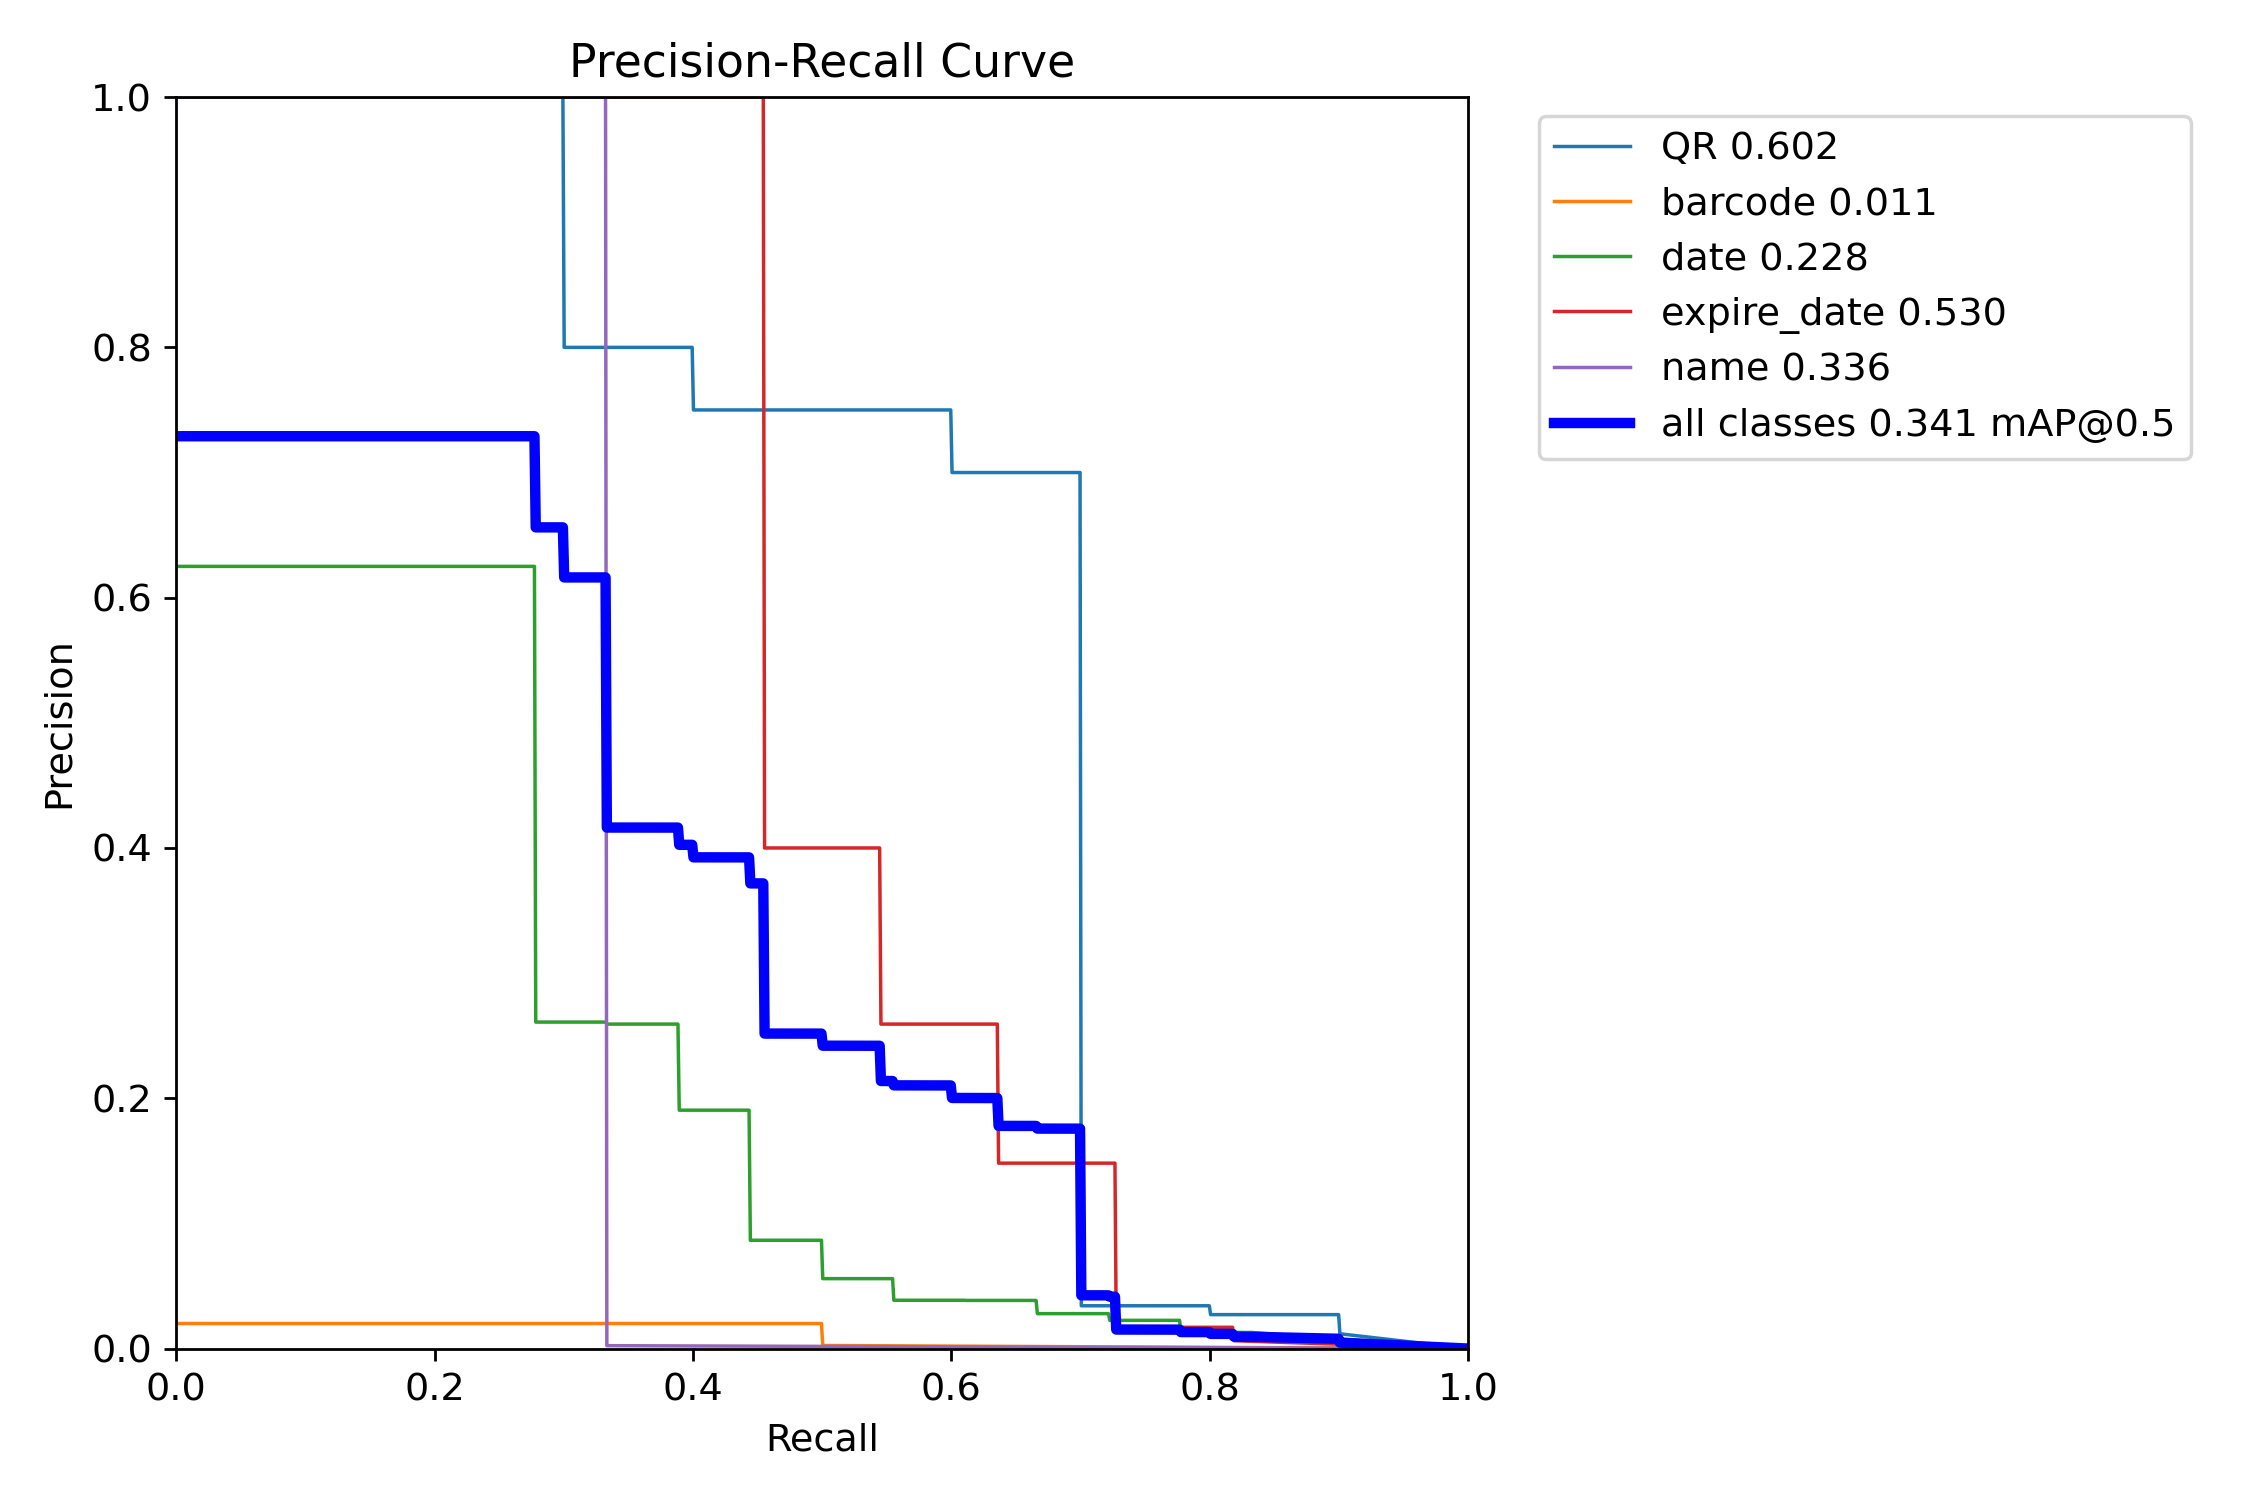 Precision-Recall Curve
1.0
0.8
0.6
0.4
0.2
0.0
Precision
0.0 0.2 0.4 0.6 0.8 1.0
Recall
QR 0.602
barcode 0.011
date 0.228
expire_date 0.530
name 0.336
all classes 0.341 mAP@0.5